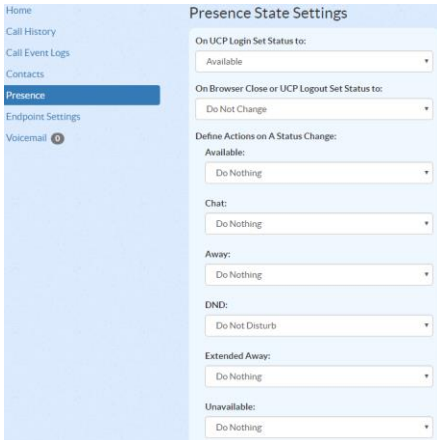 Home
Call History
Call Event Logs
Contacts
Presence
Endpoint Settings
Voicemail 0
Presence State Settings
On UCP Login Set Status to:
Available
On Browser Close or UCP Logout Set Status to:
Do Not Change
Define Actions on A Status Change:
Available:
Do Nothing
Chat:
Do Nothing
Away:
Do Nothing
DND:
Do Not Disturb
Extended Away:
Do Nothing
Unavailable:
Do Nothing